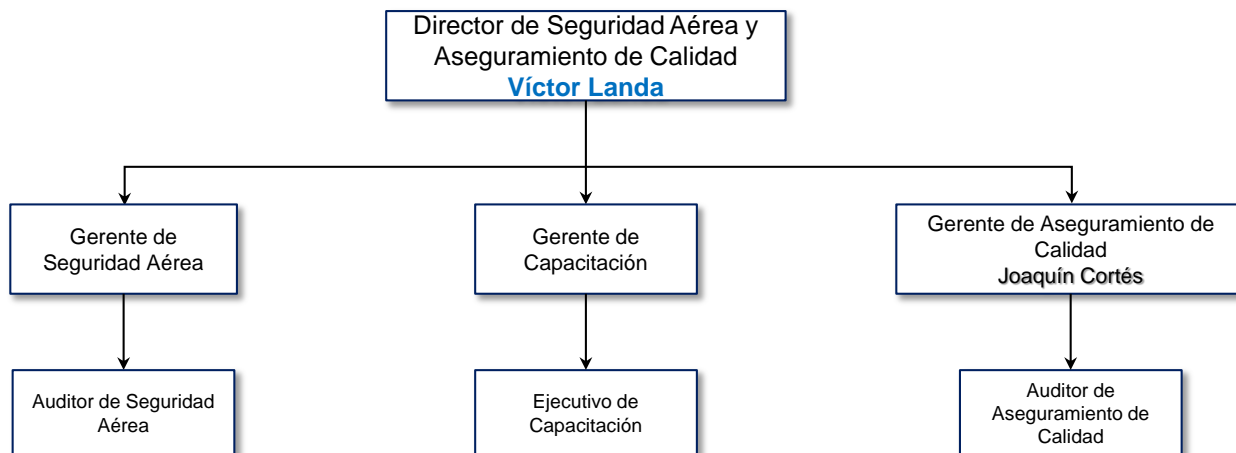 Director de Seguridad Aérea y
Aseguramiento de Calidad
Víctor Landa
Gerente de
Seguridad Aérea
Gerente de
Capacitación
Gerente de Aseguramiento de
Calidad
Joaquín Cortés
Auditor de Seguridad
Aérea
Ejecutivo de
Capacitación
Auditor de
Aseguramiento de
Calidad